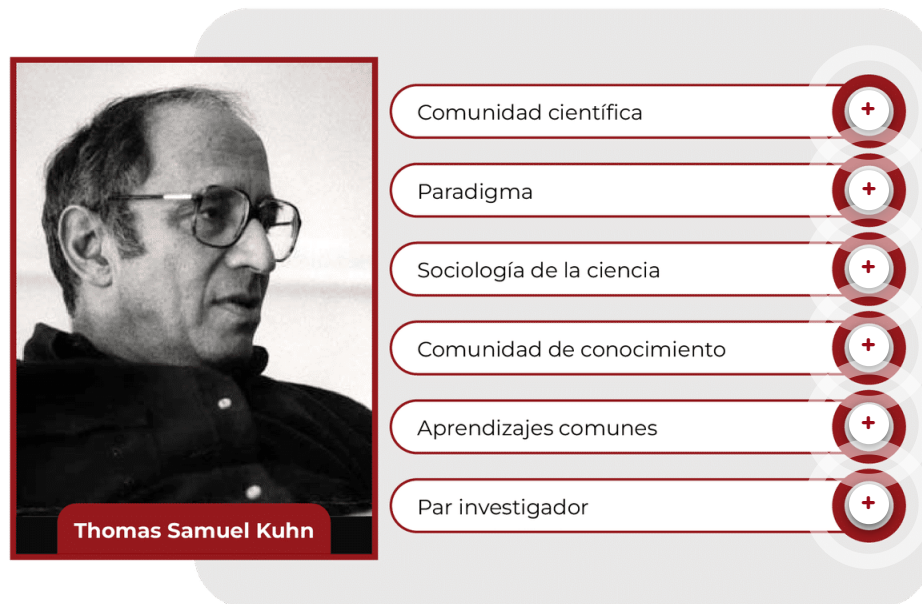 Comunidad científica
Paradigma
Sociología de la ciencia
Comunidad de conocimiento
Aprendizajes comunes
Par investigador
Thomas Samuel Kuhn